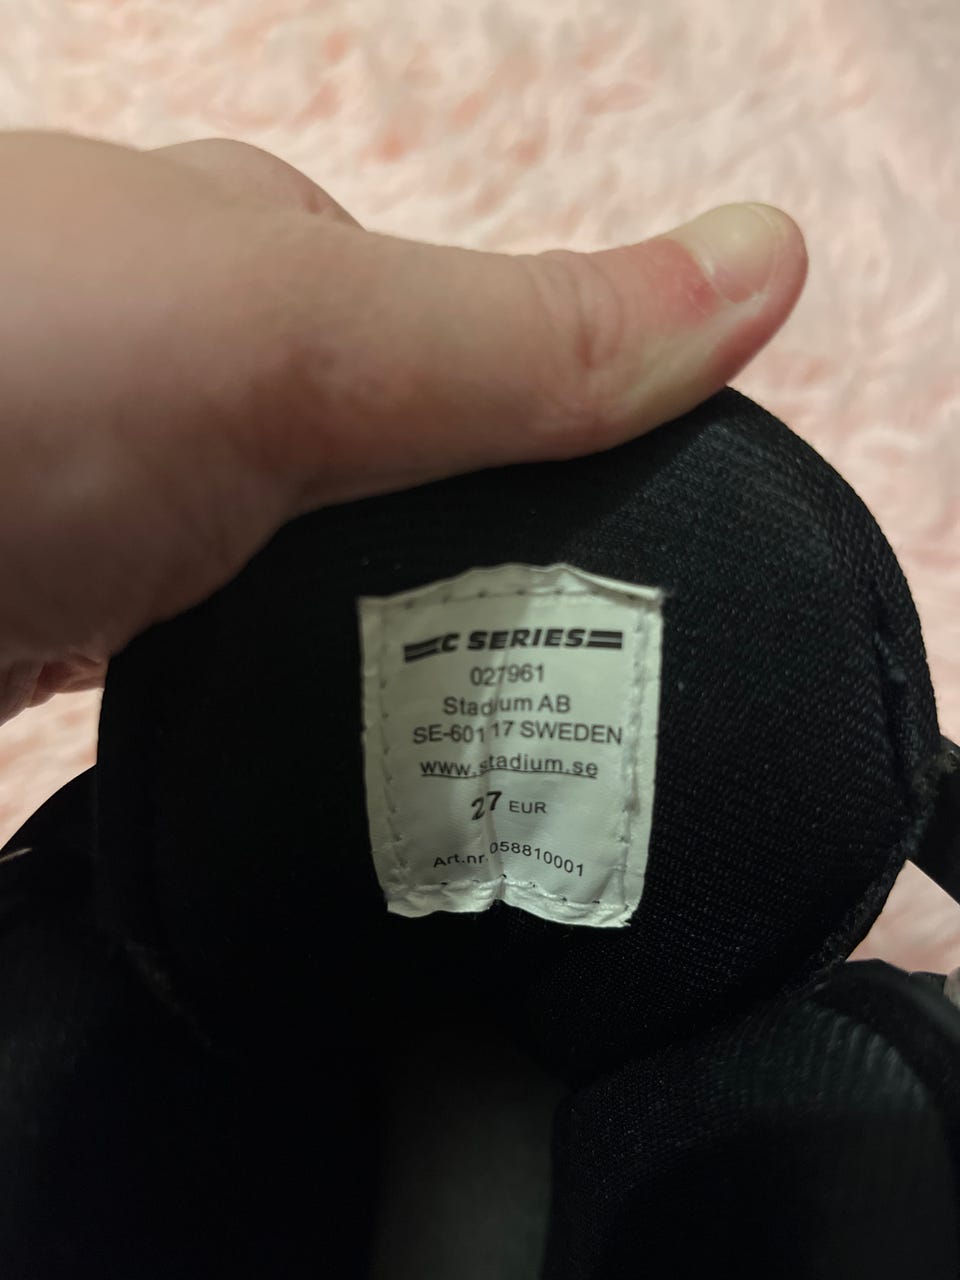 C SERIES
027961
Stadium AB
SE-601 17 SWEDEN
www.stadium.se
27 EUR
Art.nr.058810001